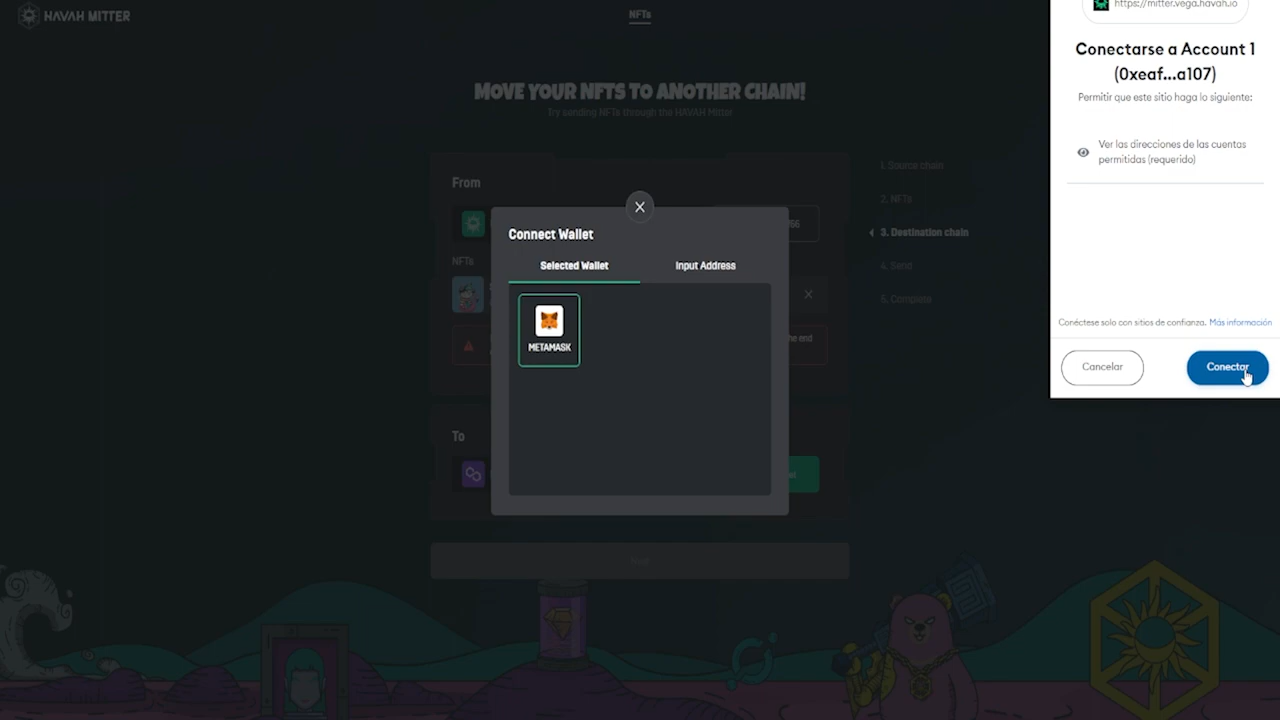 HAVAH MITTER
NFTs
https://mitter.vega.havah.io
Conectarse a Account 1
(0xeaf...a107)
Permitir que este sitio haga lo siguiente:
Ver las direcciones de las cuentas
permitidas (requerido)
Conéctese solo con sitios de confianza. Más información
Cancelar
Conectar
MOVE YOUR NFTS TO ANOTHER CHAIN!
Try sending NFTs through the HAVAH Mitter
From
66
NFTs
he end
To
1. Source chain
2. NFTs
3. Destination chain
4. Send
5. Complete
Connect Wallet
Selected Wallet
Input Address
METAMASK